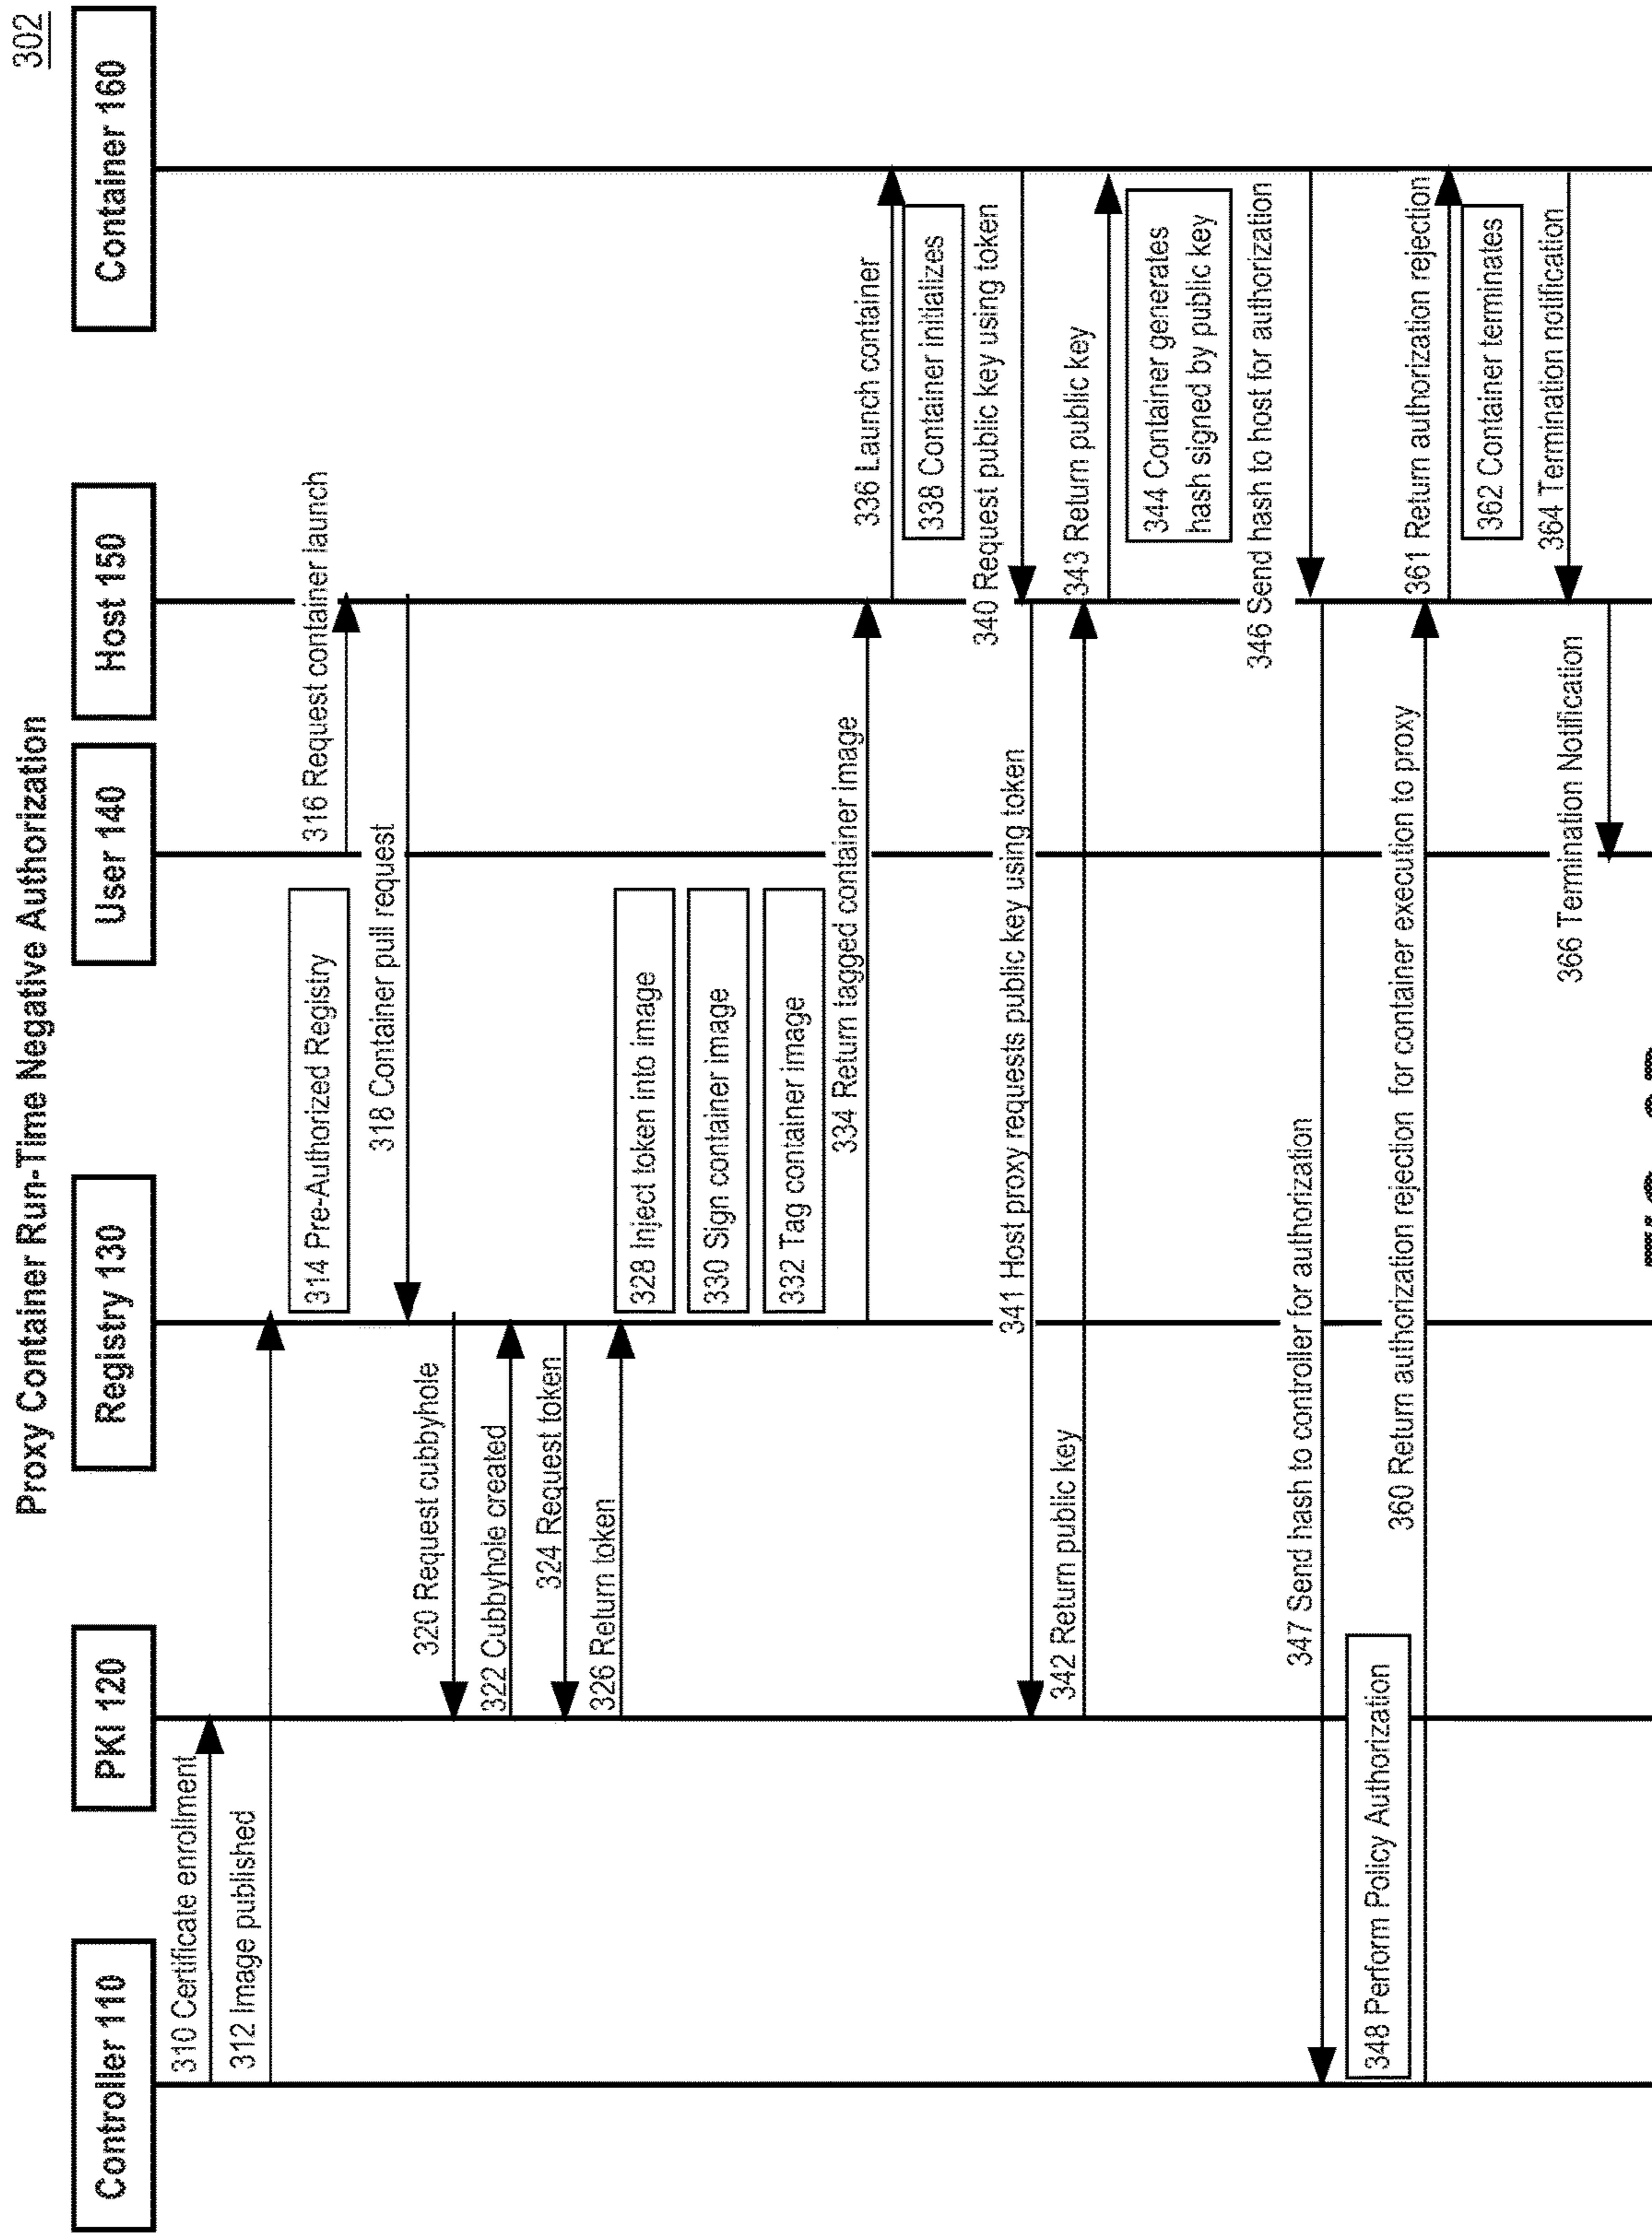 302
Proxy Container Run-Time Negative Authorization
Controller 110
PKI 120
Registry 130
User 140
Host 150
Container 160
310 Certificate enrollment
312 Image published
314 Pre-Authorized Registry
316 Request container launch
318 Container pull request
320 Request cubbyhole
322 Cubbyhole created
324 Request token
326 Return token
328 Inject token into image
330 Sign container image
332 Tag container image
334 Return tagged container image
336 Launch container
338 Container initializes
340 Request public key using token
341 Host proxy requests public key using token
342 Return public key
343 Return public key
344 Container generates
hash signed by public key
346 Send hash to host for authorization
347 Send hash to controller for authorization
348 Perform Policy Authorization
360 Return authorization rejection for container execution to proxy
361 Return authorization rejection
362 Container terminates
364 Termination notification
366 Termination Notification